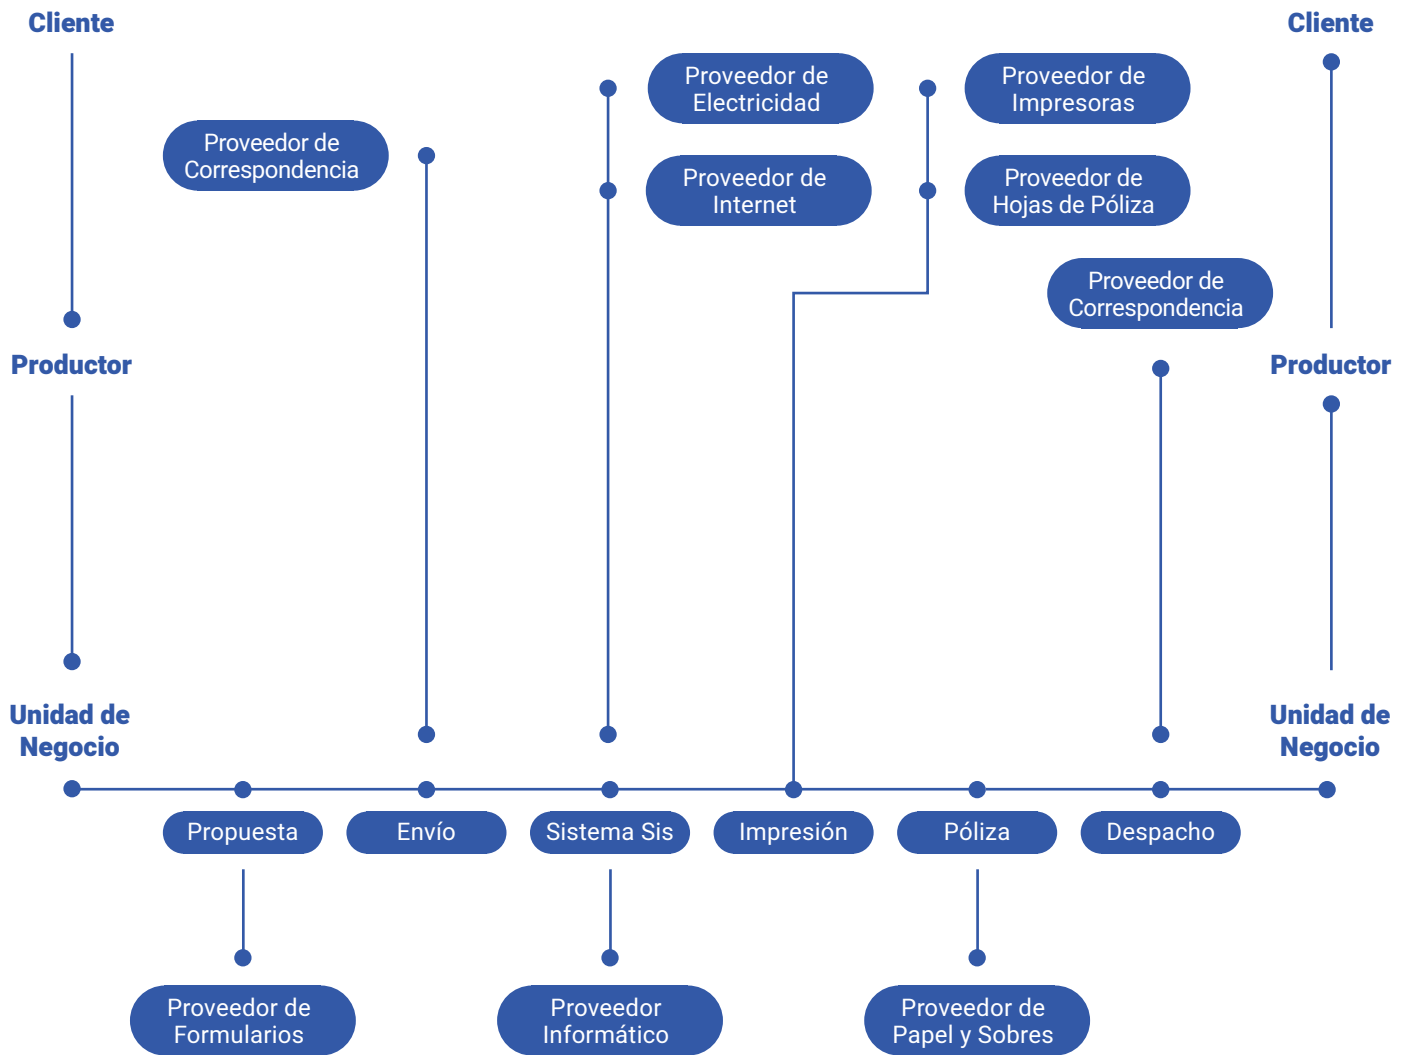 Cliente
Cliente
Proveedor de
Electricidad
Proveedor de
Impresoras
Proveedor de
Correspondencia
Proveedor de
Internet
Proveedor de
Hojas de Póliza
Proveedor de
Correspondencia
Productor
Productor
Unidad de
Negocio
Unidad de
Negocio
Propuesta
Envío
Sistema Sis
Impresión
Póliza
Despacho
Proveedor de
Formularios
Proveedor
Informático
Proveedor de
Papel y Sobres